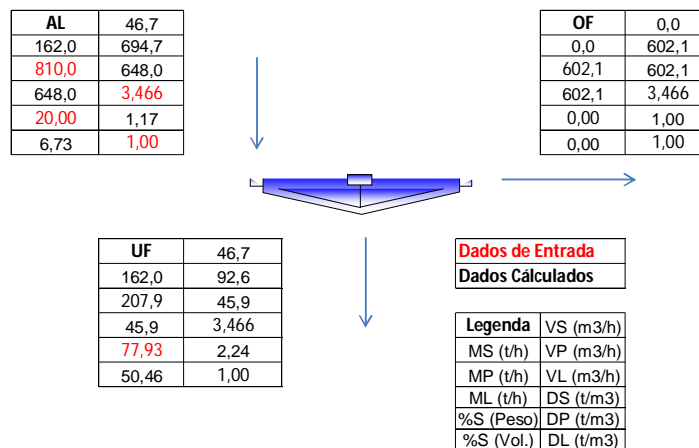 AL 46,7
162,0 694,7
810,0 648,0
648,0 3,466
20,00 1,17
6,73 1,00
OF 0,0
0,0 602,1
602,1 602,1
602,1 3,466
0,00 1,00
0,00 1,00
UF 46,7
162,0 92,6
207,9 45,9
45,9 3,466
77,93 2,24
50,46 1,00
Dados de Entrada
Dados Cálculados
Legenda VS (m3/h)
MS (t/h) VP (m3/h)
MP (t/h) VL (m3/h)
ML (t/h) DS (t/m3)
%S (Peso) DP (t/m3)
%S (Vol.) DL (t/m3)